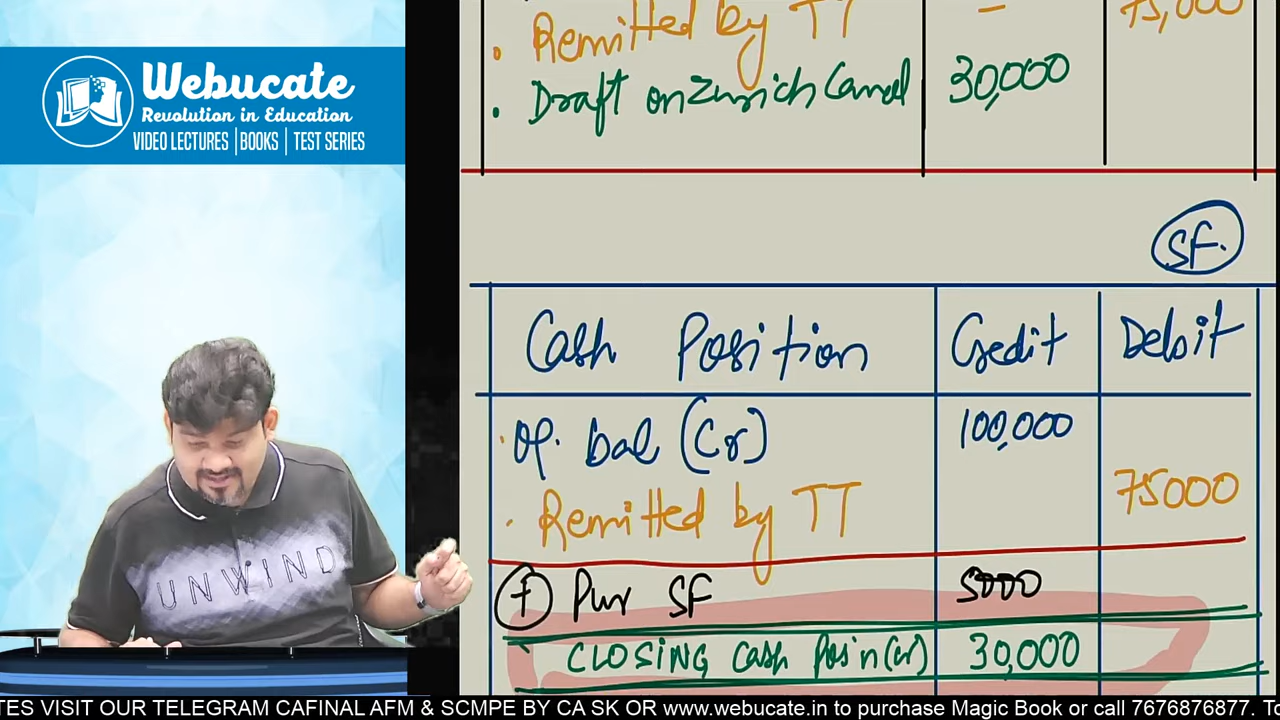 Webucate
Revolution in Education
VIDEO LECTURES | BOOKS | TEST SERIES
• Remitted by TT – 75,000
• Draft on Zurich Cancel 30,000
SF.
Cash Position Credit Debit
• Op. bal (Cr) 100,000
• Remitted by TT 75000
(+) Pur SF 5000
CLOSING Cash Pos'n (Cr) 30,000
UNWIND
TES VISIT OUR TELEGRAM CAFINAL AFM & SCMPE BY CA SK OR www.webucate.in to purchase Magic Book or call 7676876877. To